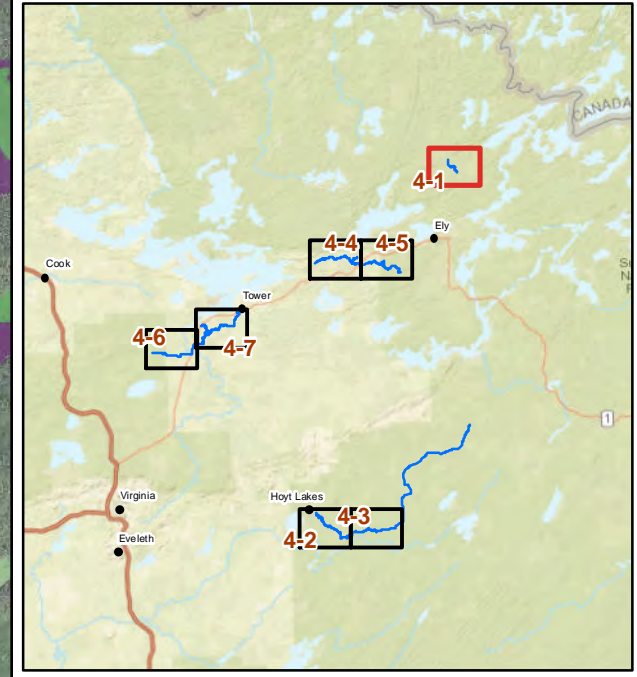 CANADA
4-1
Ely
4-4
4-5
Cook
Su
N
F
Tower
4-6
4-7
1
Virginia
Hoyt Lakes
4-3
4-2
Eveleth